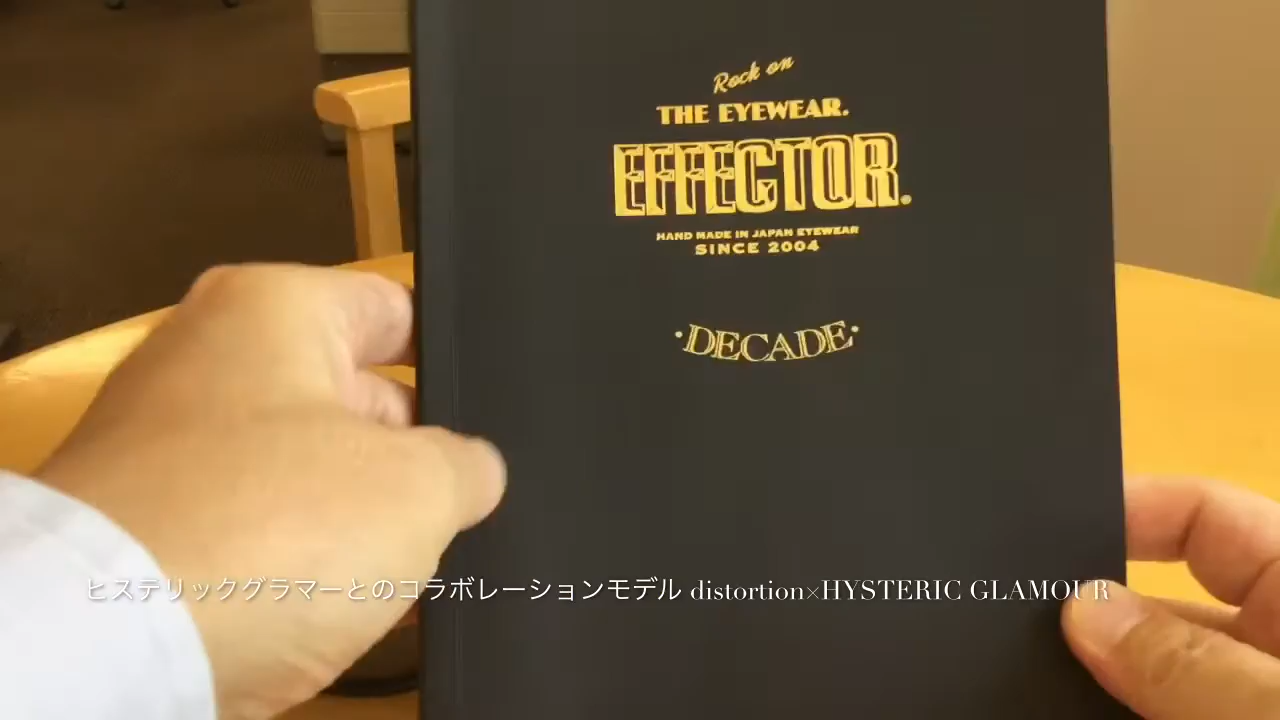 Rock on
THE EYEWEAR.
EFFECTOR.
HAND MADE IN JAPAN EYEWEAR
SINCE 2004
·DECADE·
ヒステリックグラマーとのコラボレーションモデル distortion×HYSTERIC GLAMOUR